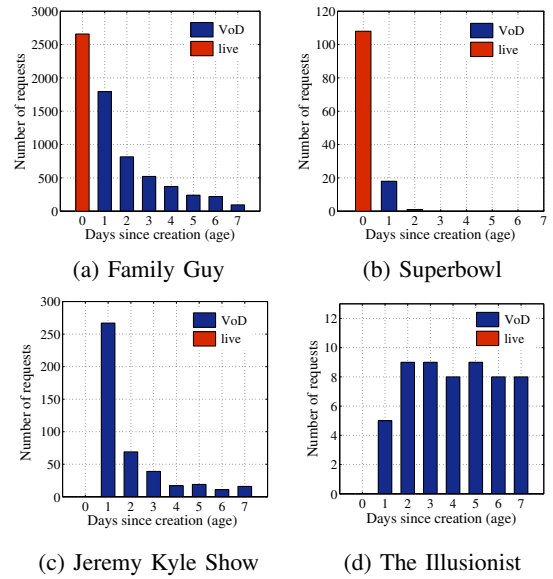 3000
2500
2000
1500
1000
500
0
Number of requests
VoD
live
0 1 2 3 4 5 6 7
Days since creation (age)
(a) Family Guy
120
100
80
60
40
20
0
Number of requests
VoD
live
0 1 2 3 4 5 6 7
Days since creation (age)
(b) Superbowl
300
250
200
150
100
50
0
Number of requests
VoD
live
0 1 2 3 4 5 6 7
Days since creation (age)
(c) Jeremy Kyle Show
12
10
8
6
4
2
0
Number of requests
VoD
live
0 1 2 3 4 5 6 7
Days since creation (age)
(d) The Illusionist